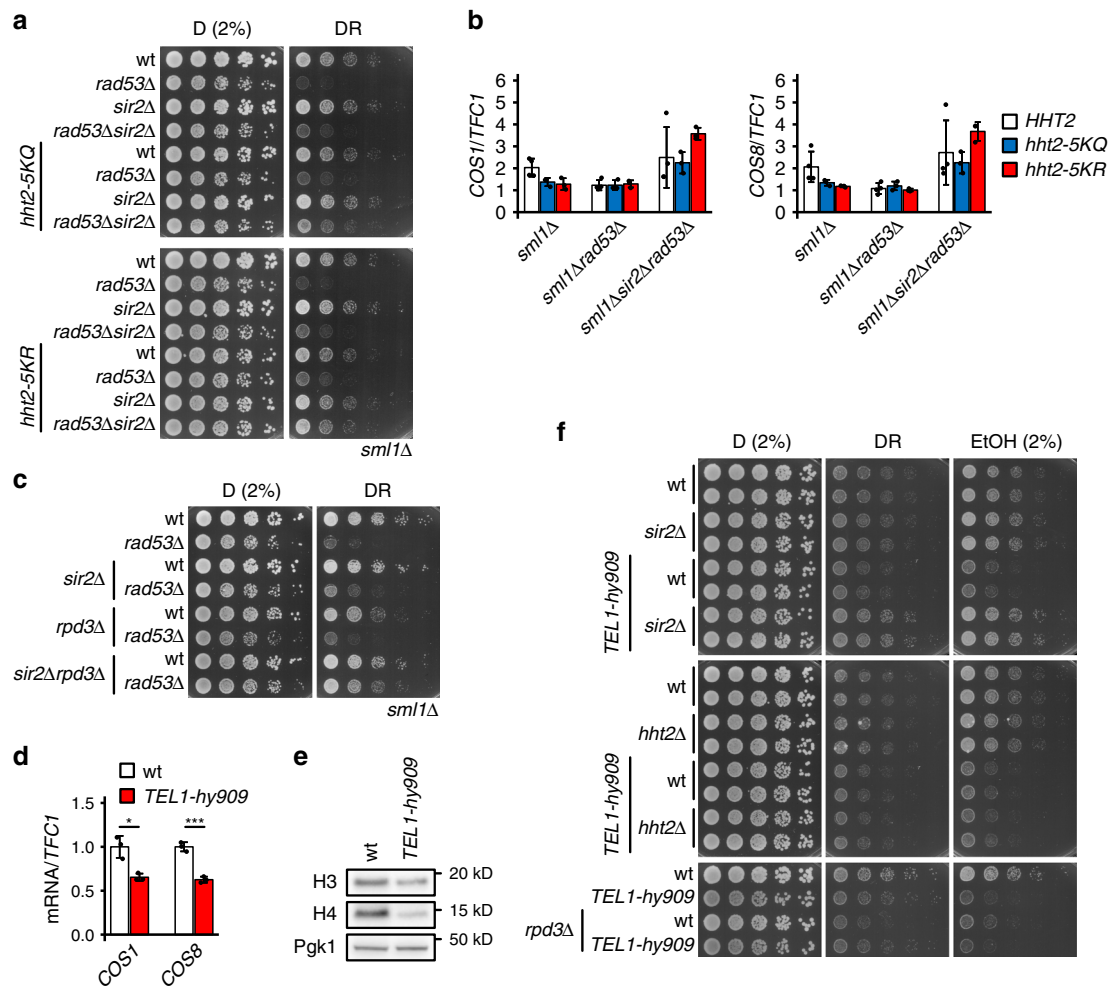 a
D (2%) DR
wt
rad53Δ
sir2Δ
rad53Δsir2Δ
hht2-5KQ
wt
rad53Δ
sir2Δ
rad53Δsir2Δ
wt
rad53Δ
sir2Δ
rad53Δsir2Δ
hht2-5KR
wt
rad53Δ
sir2Δ
rad53Δsir2Δ
sml1Δ
b
COS1/TFC1
6
5
4
3
2
1
0
sml1Δ
sml1Δrad53Δ
sml1Δsir2Δrad53Δ
COS8/TFC1
6
5
4
3
2
1
0
sml1Δ
sml1Δrad53Δ
sml1Δsir2Δrad53Δ
HHT2
hht2-5KQ
hht2-5KR
c
D (2%) DR
wt
rad53Δ
sir2Δ
wt
rad53Δ
rpd3Δ
wt
rad53Δ
sir2Δrpd3Δ
wt
rad53Δ
sml1Δ
d
wt
TEL1-hy909
mRNA/TFC1
1.5
1.0
0.5
0.0
*
***
COS1
COS8
e
wt
TEL1-hy909
H3
20 kD
H4
15 kD
Pgk1
50 kD
f
D (2%) DR EtOH (2%)
wt
sir2Δ
TEL1-hy909
wt
sir2Δ
wt
hht2Δ
TEL1-hy909
wt
hht2Δ
wt
TEL1-hy909
rpd3Δ
wt
TEL1-hy909